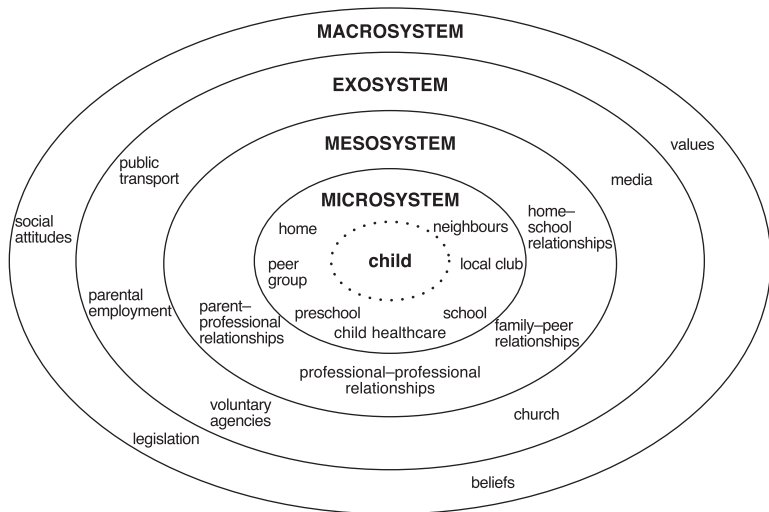 MACROSYSTEM
EXOSYSTEM
MESOSYSTEM
values
public
transport
media
MICROSYSTEM
social
attitudes
home
neighbours
home–
school
relationships
child
peer
group
local club
parental
employment
parent–
professional
relationships
preschool
school
child healthcare
family–peer
relationships
professional–professional
relationships
voluntary
agencies
church
legislation
beliefs